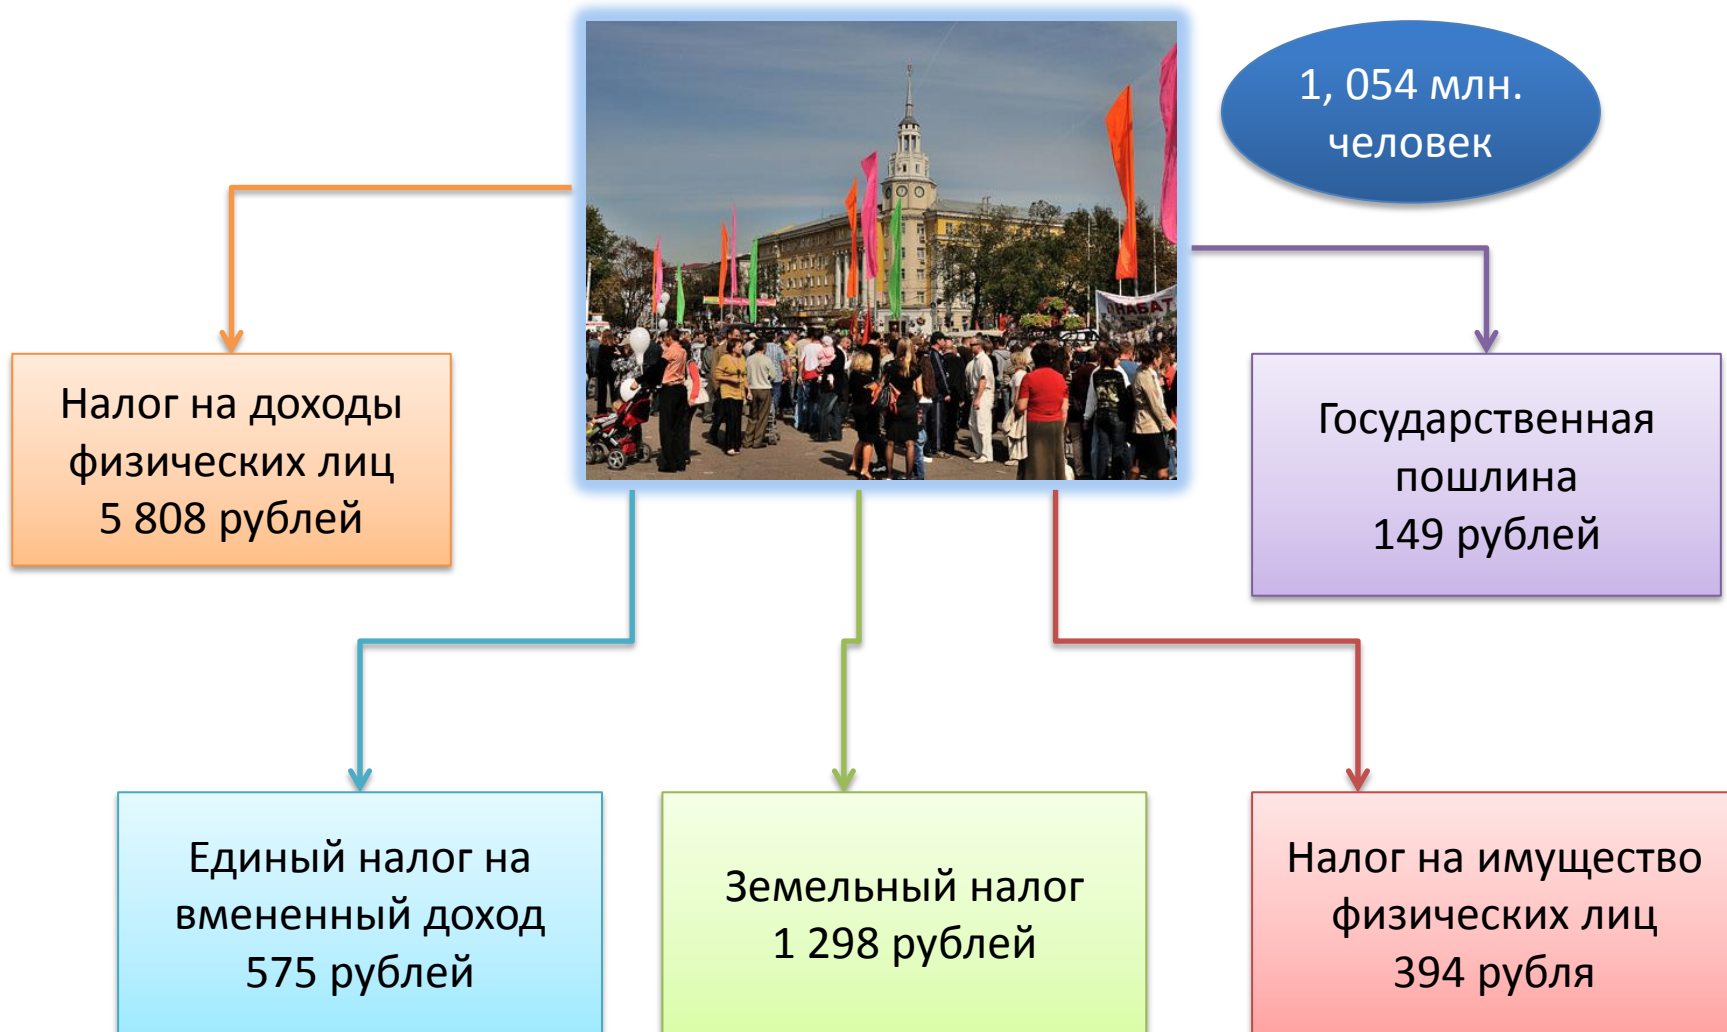 1, 054 млн.
человек
НАБАТ
Налог на доходы
физических лиц
5 808 рублей
Государственная
пошлина
149 рублей
Единый налог на
вмененный доход
575 рублей
Земельный налог
1 298 рублей
Налог на имущество
физических лиц
394 рубля